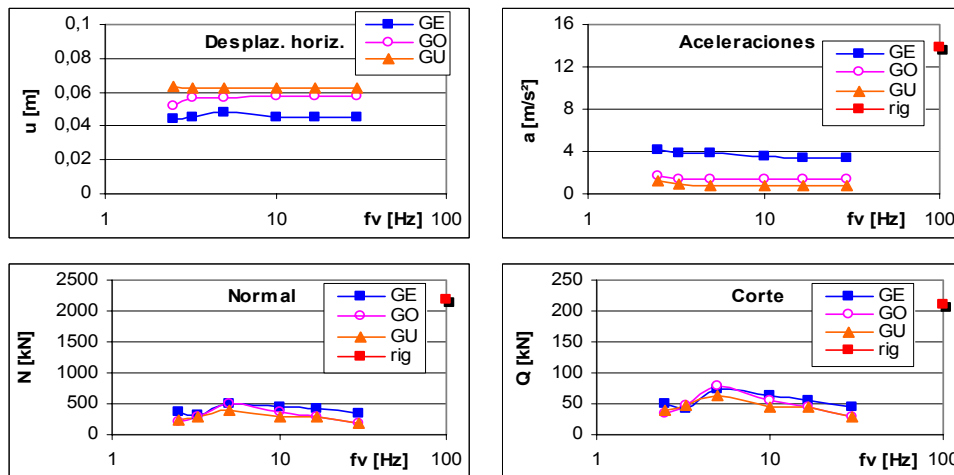 0,1
0,08
0,06
0,04
0,02
0
u [m]
Desplaz. horiz.
GE
GO
GU
1
10
fv [Hz]
100
16
12
8
4
0
a [m/s²]
Aceleraciones
GE
GO
GU
rig
1
10
fv [Hz]
100
2500
2000
1500
1000
500
0
N [kN]
Normal
GE
GO
GU
rig
1
10
fv [Hz]
100
250
200
150
100
50
0
Q [kN]
Corte
GE
GO
GU
rig
1
10
fv [Hz]
100